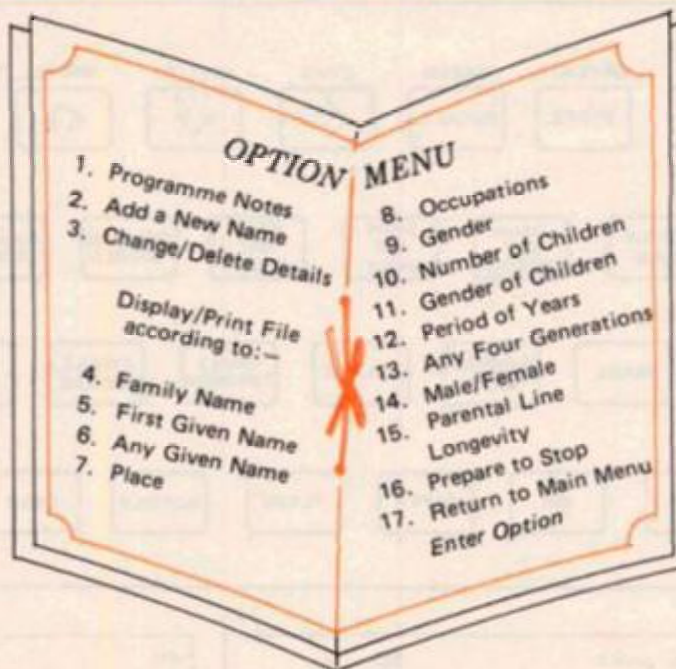 OPTION MENU
1. Programme Notes
2. Add a New Name
3. Change/Delete Details
Display/Print File
according to:—
4. Family Name
5. First Given Name
6. Any Given Name
7. Place
8. Occupations
9. Gender
10. Number of Children
11. Gender of Children
12. Period of Years
13. Any Four Generations
14. Male/Female
15. Parental Line
Longevity
16. Prepare to Stop
17. Return to Main Menu
Enter Option